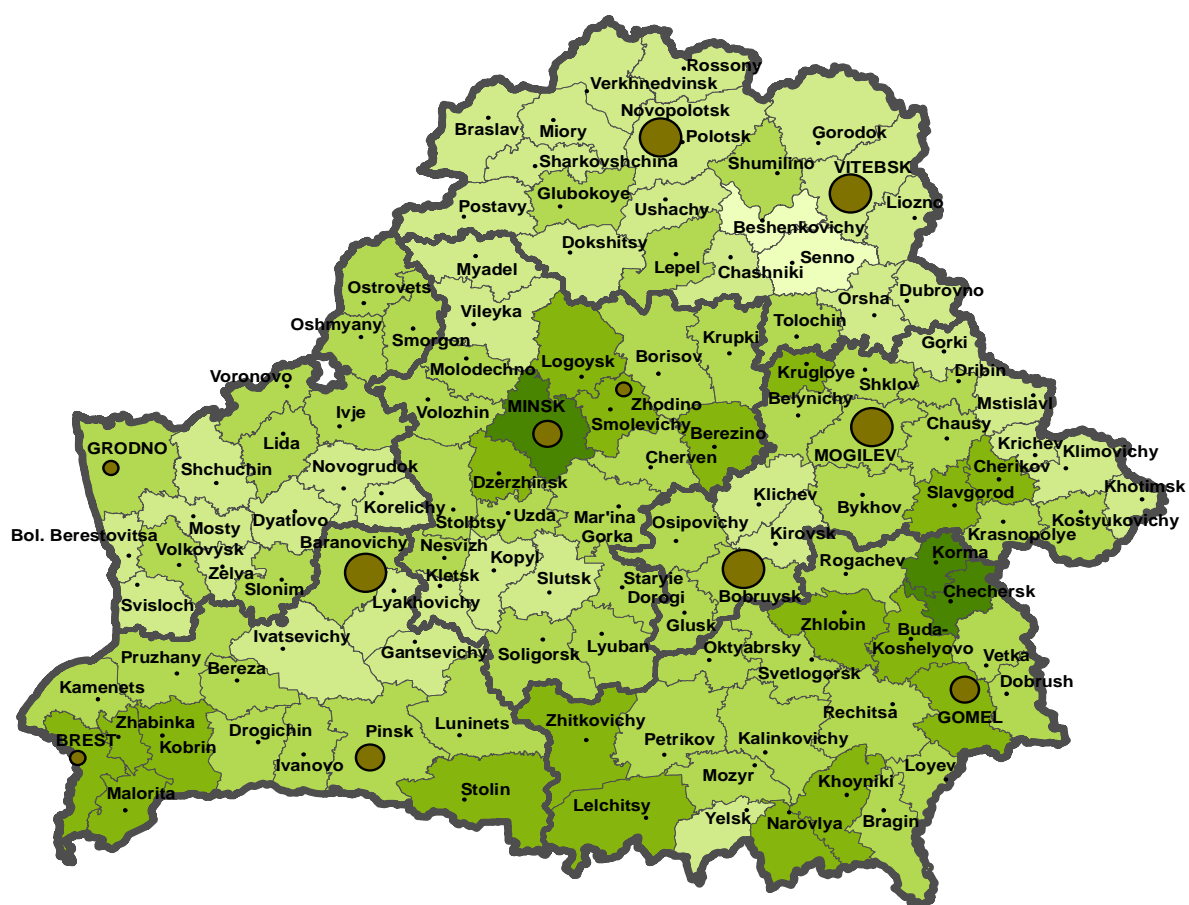 Rossony
Verkhnedvinsk
Novopolotsk
Braslav
Miory
Polotsk
Gorodok
Sharkovshchina
Shumilino
VITEBSK
Glubokoye
Postavy
Ushachy
Liozno
Beshenkovichy
Dokshitsy
Senno
Myadel
Lepel
Chashniki
Ostrovets
Dubrovno
Orsha
Vileyka
Oshmyany
Smorgon
Tolochin
Krupki
Gorki
Borisov
Logoysk
Molodechno
Voronovo
Krugloye
Shklov
Dribin
Belynichy
Mstislavl
Ivje
Volozhin
MINSK
Zhodino
Smolevichy
Berezino
Chausy
Lida
GRODNO
Krichev
Klimovichy
MOGILEV
Cherven
Cherikov
Shchuchin
Novogrudok
Dzerzhinsk
Khotimsk
Klichev
Slavgorod
Korelichy
Bykhov
Mosty
Dyatlovo
Stolbtsy
Uzda
Mar'ina
Gorka
Osipovichy
Kostyukovichy
Krasnopolye
Bol. Berestovitsa
Kirovsk
Baranovichy
Nesvizh
Volkovysk
Kopyl
Korma
Rogachev
Zelva
Kletsk
Slutsk
Staryie
Dorogi
Slonim
Lyakhovichy
Bobruysk
Chechersk
Svisloch
Glusk
Zhlobin
Buda-
Koshelyovo
Ivatsevichy
Gantsevichy
Soligorsk
Lyuban
Oktyabrsky
Vetka
Pruzhany
Bereza
Svetlogorsk
Dobrush
Kamenets
Rechitsa
GOMEL
Zhabinka
Zhitkovichy
BREST
Kobrin
Drogichin
Pinsk
Luninets
Petrikov
Kalinkovichy
Ivanovo
Loyev
Mozyr
Khoyniki
Malorita
Stolin
Lelchitsy
Yelsk
Narovlya
Bragin